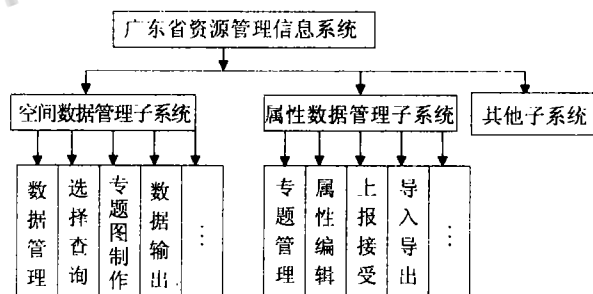 广东省资源管理信息系统
空间数据管理子系统
属性数据管理子系统
其他子系统
数据管理
选择查询
专题图制作
数据输出
⋮
专题管理
属性编辑
上报接受
导入导出
⋮